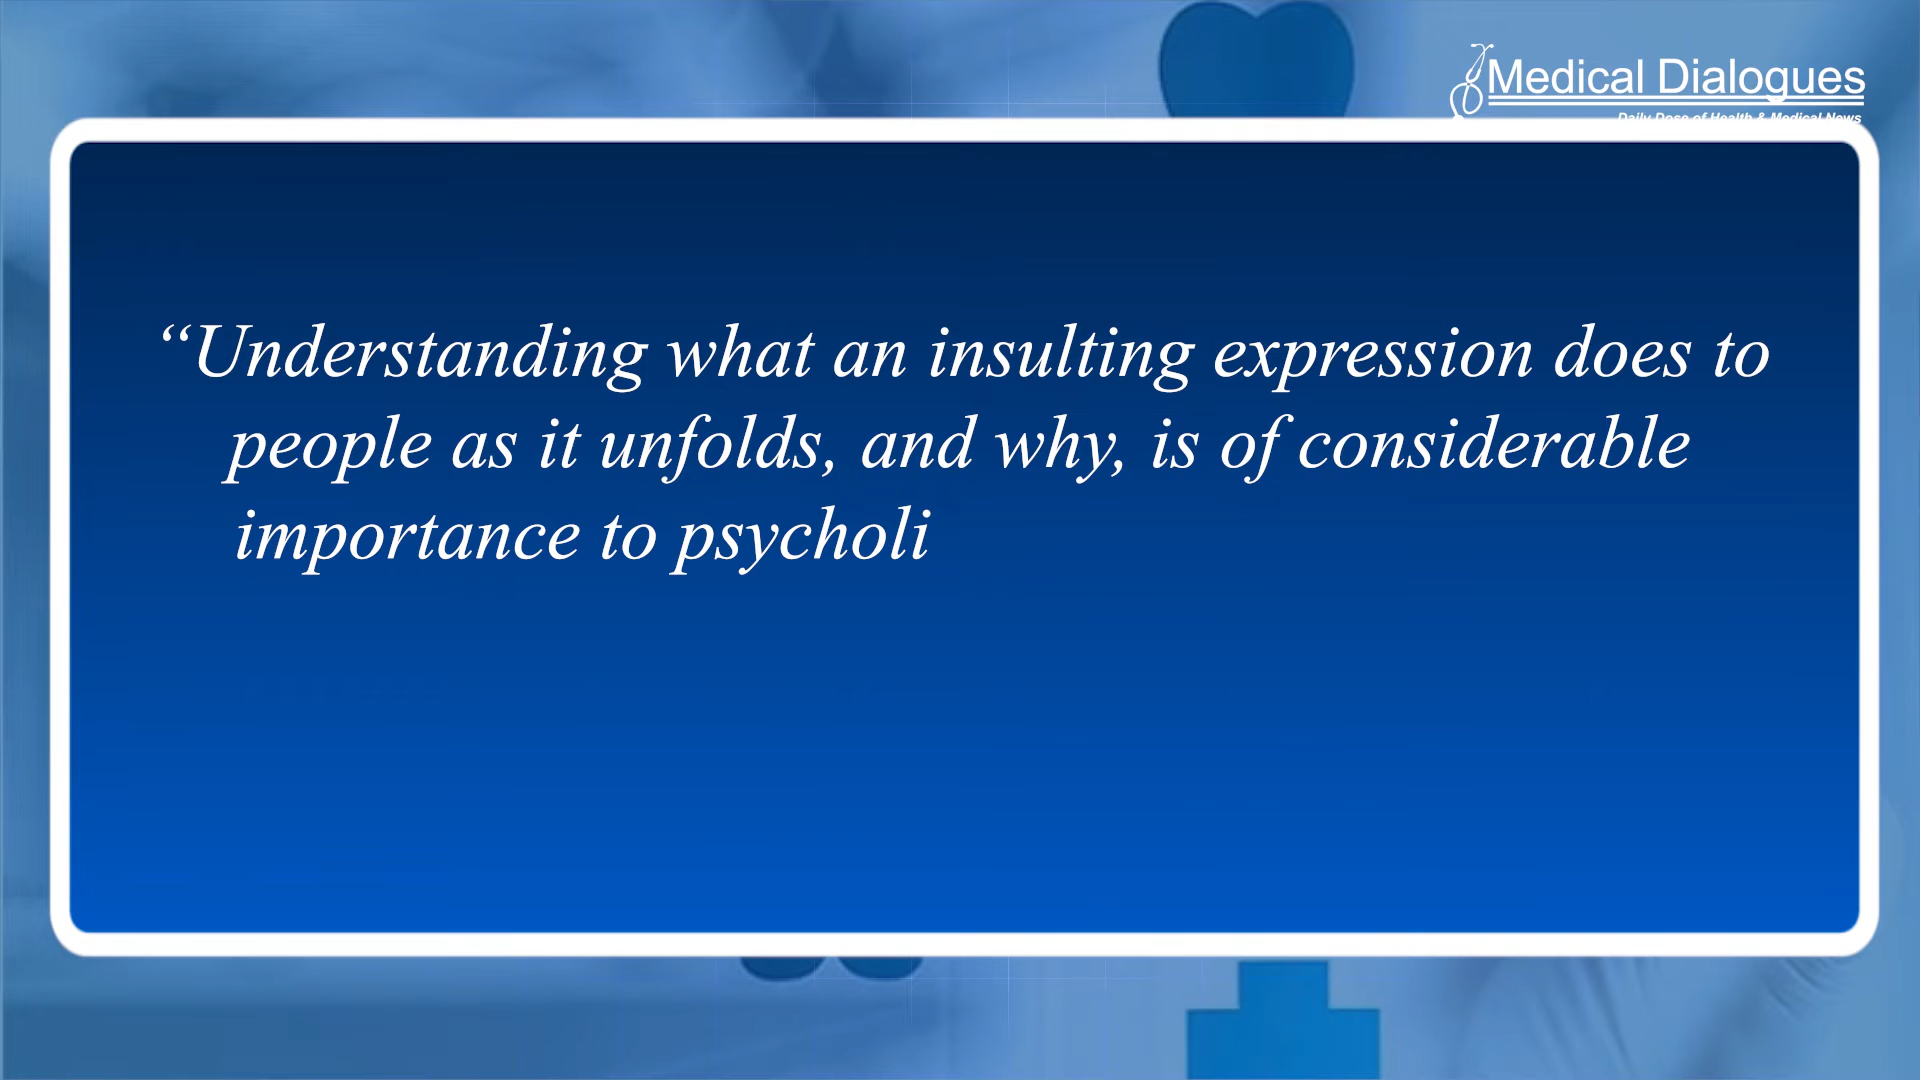 Medical Dialogues
Daily Dose of Health & Medical News
“Understanding what an insulting expression does to
people as it unfolds, and why, is of considerable
importance to psycholi